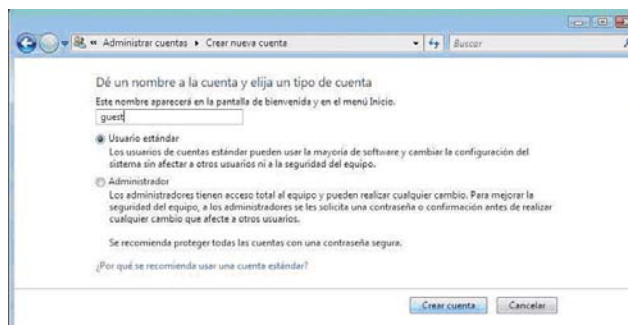 « Administrar cuentas ▸ Crear nueva cuenta
Buscar
Dé un nombre a la cuenta y elija un tipo de cuenta
Este nombre aparecerá en la pantalla de bienvenida y en el menú Inicio.
guest
Usuario estándar
Los usuarios de cuentas estándar pueden usar la mayoría de software y cambiar la configuración del
sistema sin afectar a otros usuarios ni a la seguridad del equipo.
Administrador
Los administradores tienen acceso total al equipo y pueden realizar cualquier cambio. Para mejorar la
seguridad del equipo, a los administradores se les solicita una contraseña o confirmación antes de realizar
cualquier cambio que afecte a otros usuarios.
Se recomienda proteger todas las cuentas con una contraseña segura.
¿Por qué se recomienda usar una cuenta estándar?
Crear cuenta
Cancelar